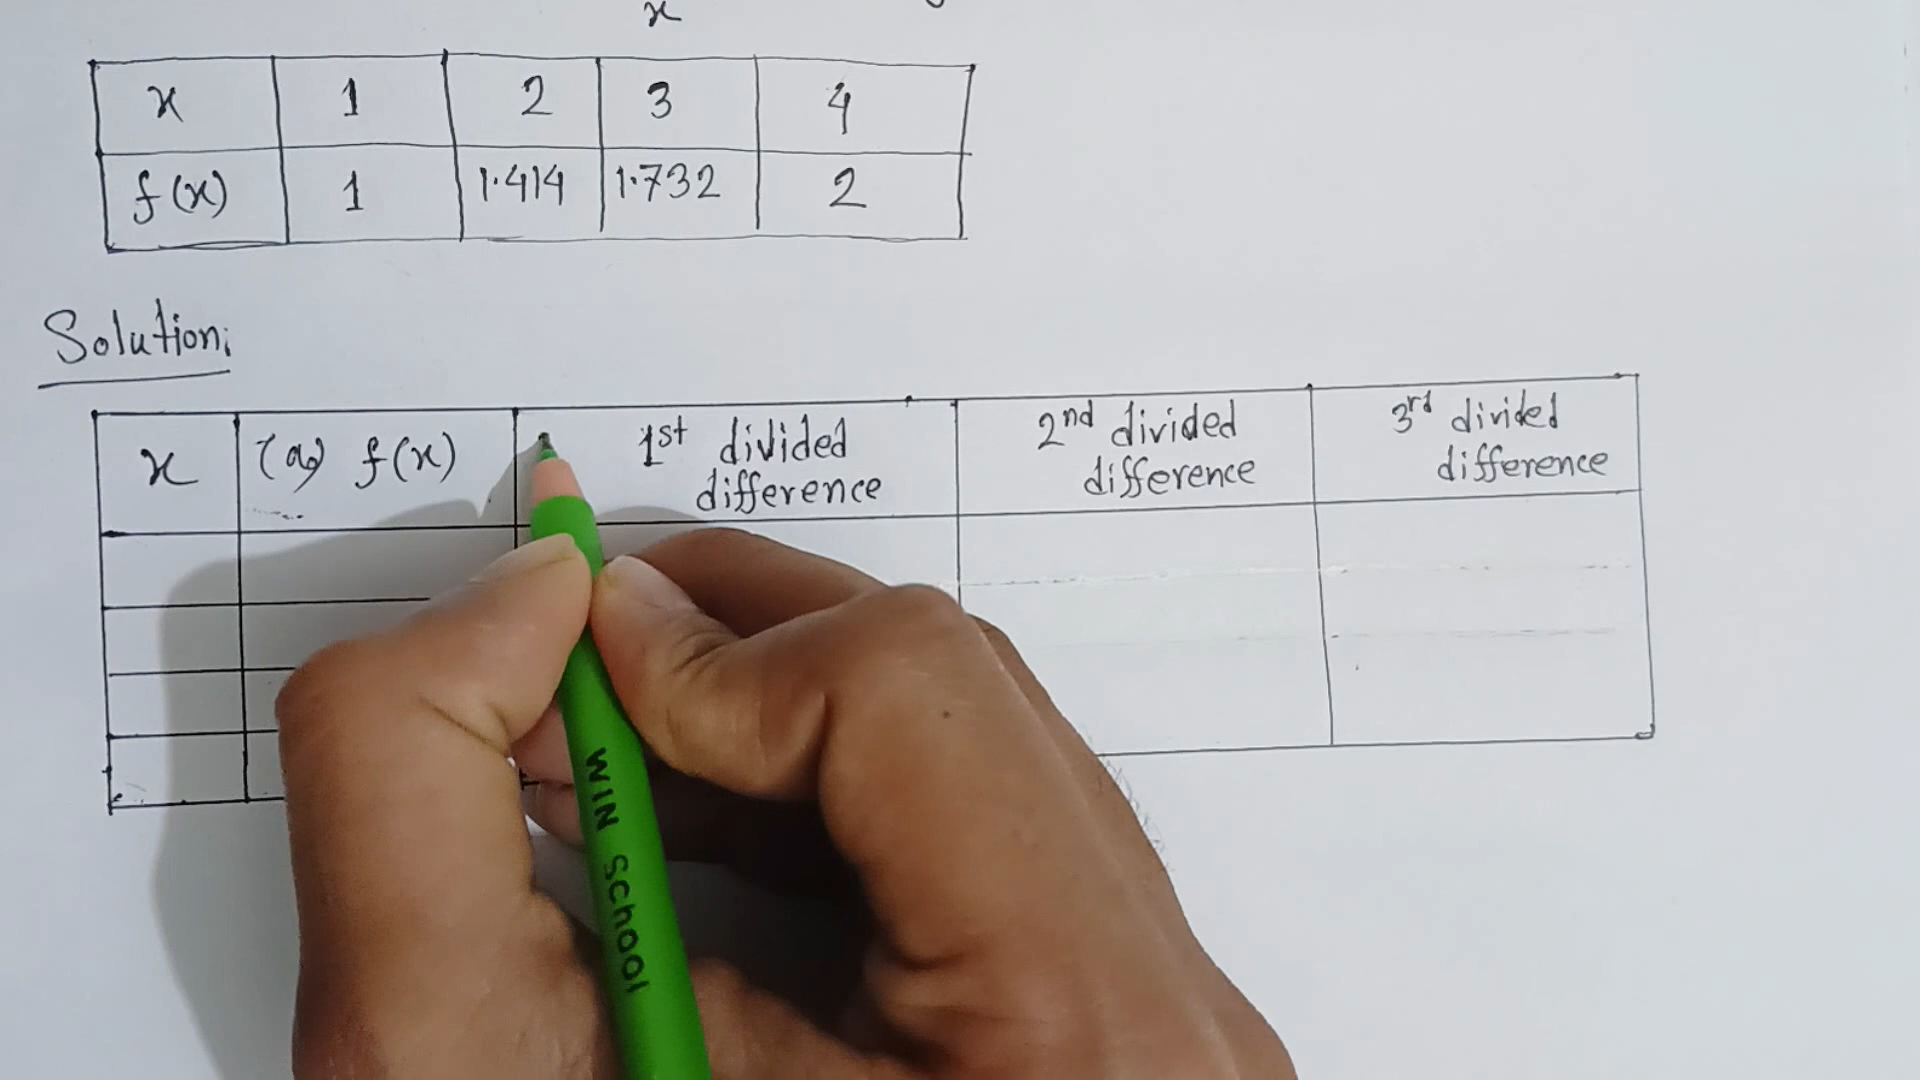 x
x 1 2 3 4
f(x) 1 1.414 1.732 2
Solution:
x (a0) f(x) 1st divided difference 2nd divided difference 3rd divided difference
WIN School